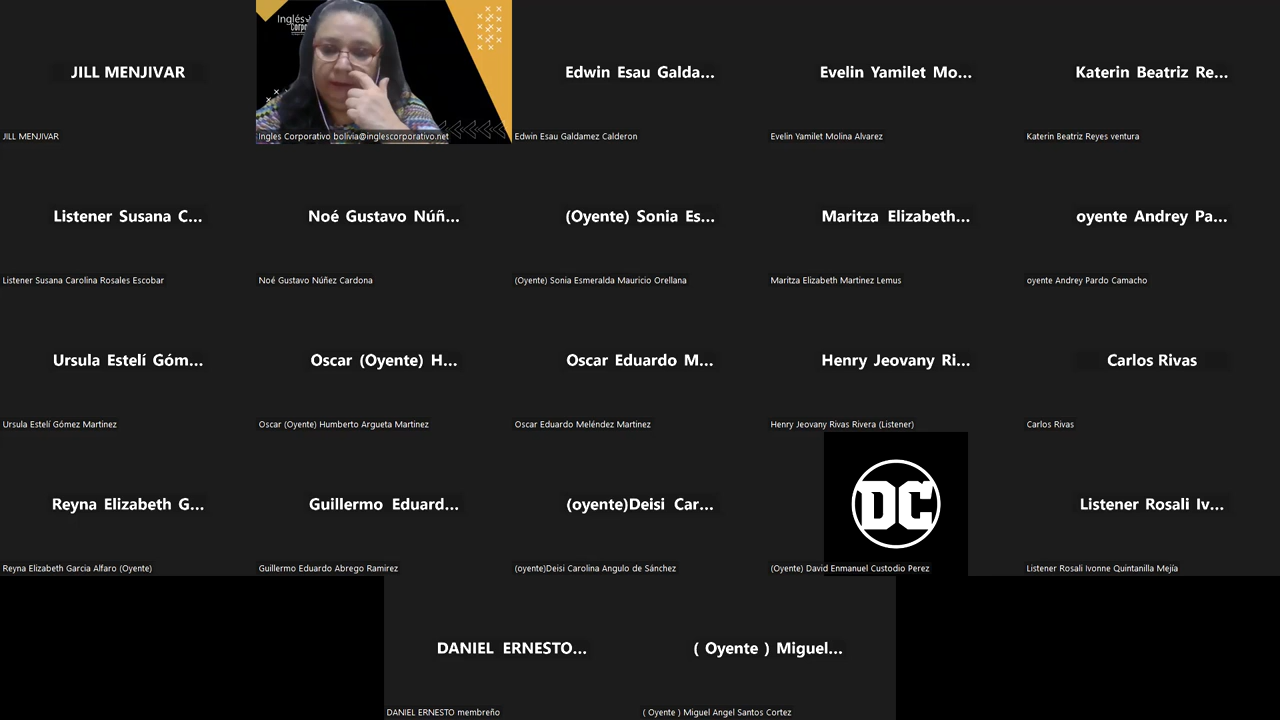 JILL MENJIVAR
JILL MENJIVAR
Inglés
Corp
Ingles Corporativo bolivia@inglescorporativo.net
Edwin Esau Galda...
Edwin Esau Galdamez Calderon
Evelin Yamilet Mo...
Evelin Yamilet Molina Alvarez
Katerin Beatriz Re...
Katerin Beatriz Reyes ventura
Listener Susana C...
Listener Susana Carolina Rosales Escobar
Noé Gustavo Núñ...
Noé Gustavo Núñez Cardona
(Oyente) Sonia Es...
(Oyente) Sonia Esmeralda Mauricio Orellana
Maritza Elizabeth...
Maritza Elizabeth Martinez Lemus
oyente Andrey Pa...
oyente Andrey Pardo Camacho
Ursula Estelí Góm...
Ursula Estelí Gómez Martinez
Oscar (Oyente) H...
Oscar (Oyente) Humberto Argueta Martinez
Oscar Eduardo M...
Oscar Eduardo Meléndez Martinez
Henry Jeovany Ri...
Henry Jeovany Rivas Rivera (Listener)
Carlos Rivas
Carlos Rivas
Reyna Elizabeth G...
Reyna Elizabeth Garcia Alfaro (Oyente)
Guillermo Eduard...
Guillermo Eduardo Abrego Ramirez
(oyente)Deisi Car...
(oyente)Deisi Carolina Angulo de Sánchez
DC
(Oyente) David Enmanuel Custodio Perez
Listener Rosali Iv...
Listener Rosali Ivonne Quintanilla Mejía
DANIEL ERNESTO...
DANIEL ERNESTO membreño
( Oyente ) Miguel...
( Oyente ) Miguel Angel Santos Cortez